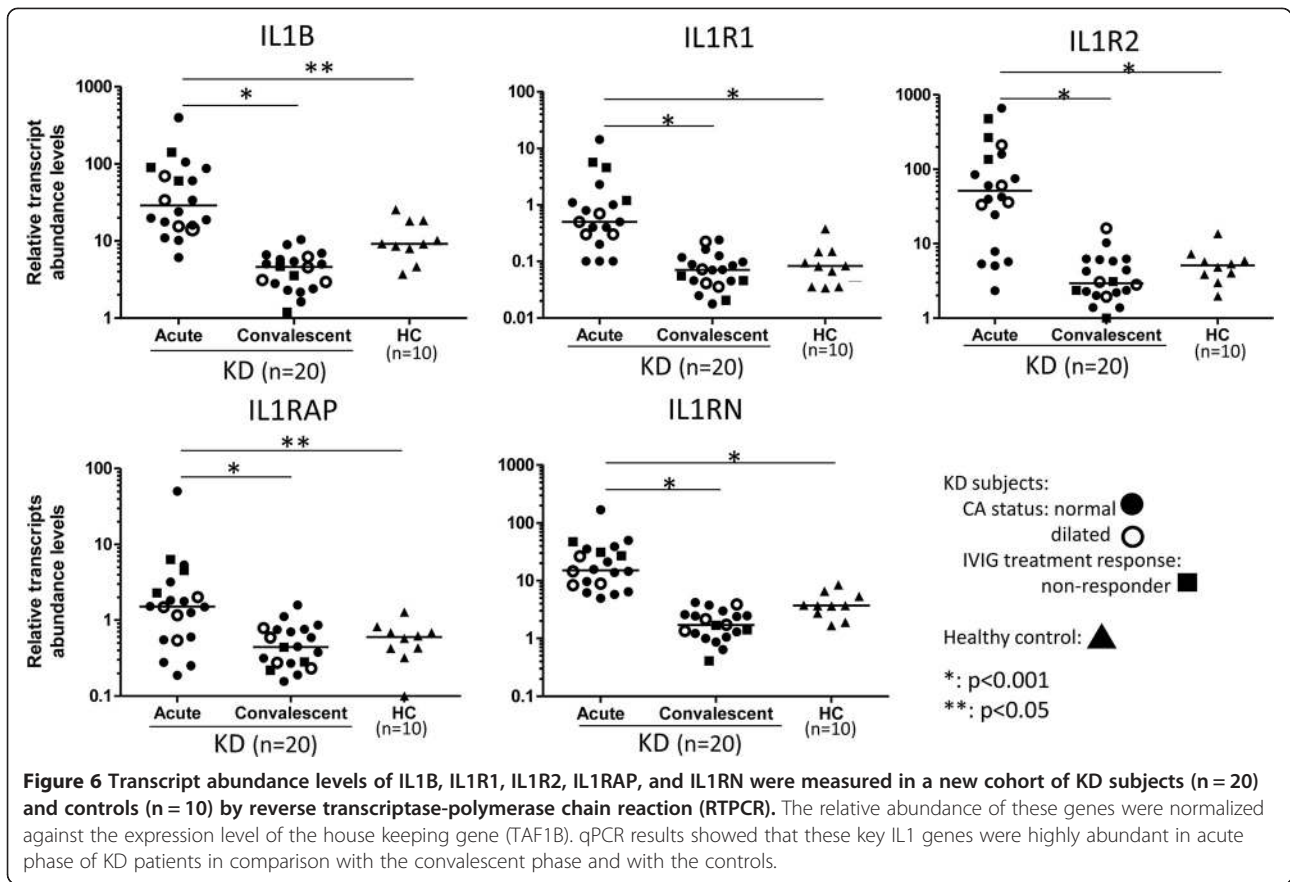 IL1B
**
*
Relative transcript
abundance levels
1000
100
10
1
Acute
Convalescent
HC
(n=10)
KD (n=20)
IL1R1
*
*
100
10
1
0.1
0.01
Acute
Convalescent
HC
(n=10)
KD (n=20)
IL1R2
*
*
1000
100
10
1
Acute
Convalescent
HC
(n=10)
KD (n=20)
IL1RAP
**
*
Relative transcripts
abundance levels
100
10
1
0.1
Acute
Convalescent
HC
(n=10)
KD (n=20)
IL1RN
*
*
1000
100
10
1
0.1
Acute
Convalescent
HC
(n=10)
KD (n=20)
KD subjects:
CA status: normal
dilated
IVIG treatment response:
non-responder
Healthy control:
*: p<0.001
**: p<0.05
Figure 6 Transcript abundance levels of IL1B, IL1R1, IL1R2, IL1RAP, and IL1RN were measured in a new cohort of KD subjects (n = 20)
and controls (n = 10) by reverse transcriptase-polymerase chain reaction (RTPCR). The relative abundance of these genes were normalized
against the expression level of the house keeping gene (TAF1B). qPCR results showed that these key IL1 genes were highly abundant in acute
phase of KD patients in comparison with the convalescent phase and with the controls.